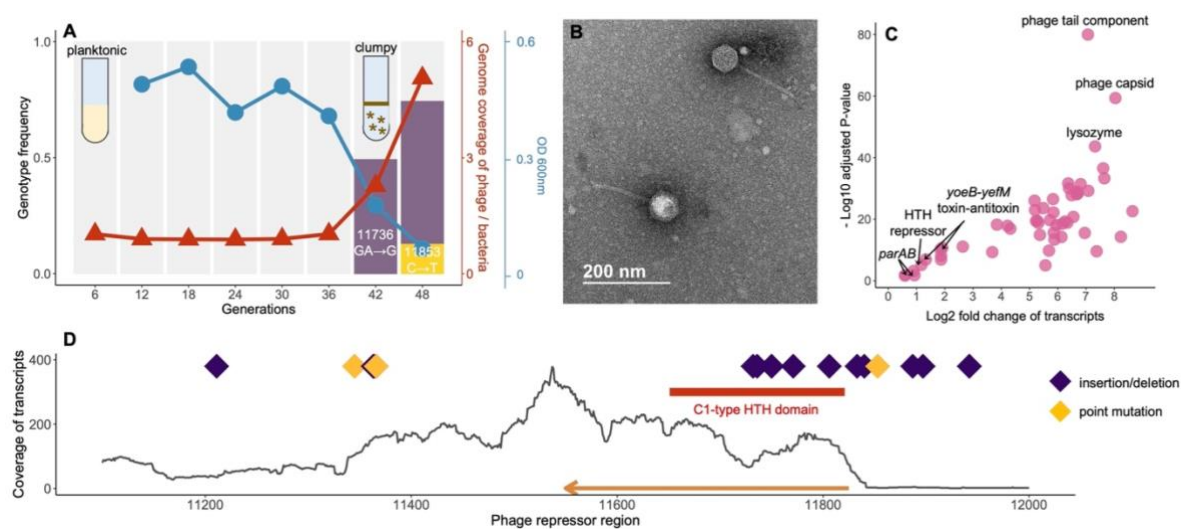 A
planktonic
clumpy
1.0
0.5
0.0
Genotype frequency
11736
GA→G
11853
C→T
6
3
0
Genome coverage of phage / bacteria
0.6
0.3
0
OD 600nm
6 12 18 24 30 36 42 48
Generations
B
200 nm
C
phage tail component
phage capsid
lysozyme
yoeB-yefM
toxin-antitoxin
HTH
repressor
parAB
80
60
40
20
0
- Log10 adjusted P-value
0 1 2 3 4 5 6 7 8
Log2 fold change of transcripts
D
400
200
0
Coverage of transcripts
C1-type HTH domain
11200 11400 11600 11800 12000
Phage repressor region
insertion/deletion
point mutation